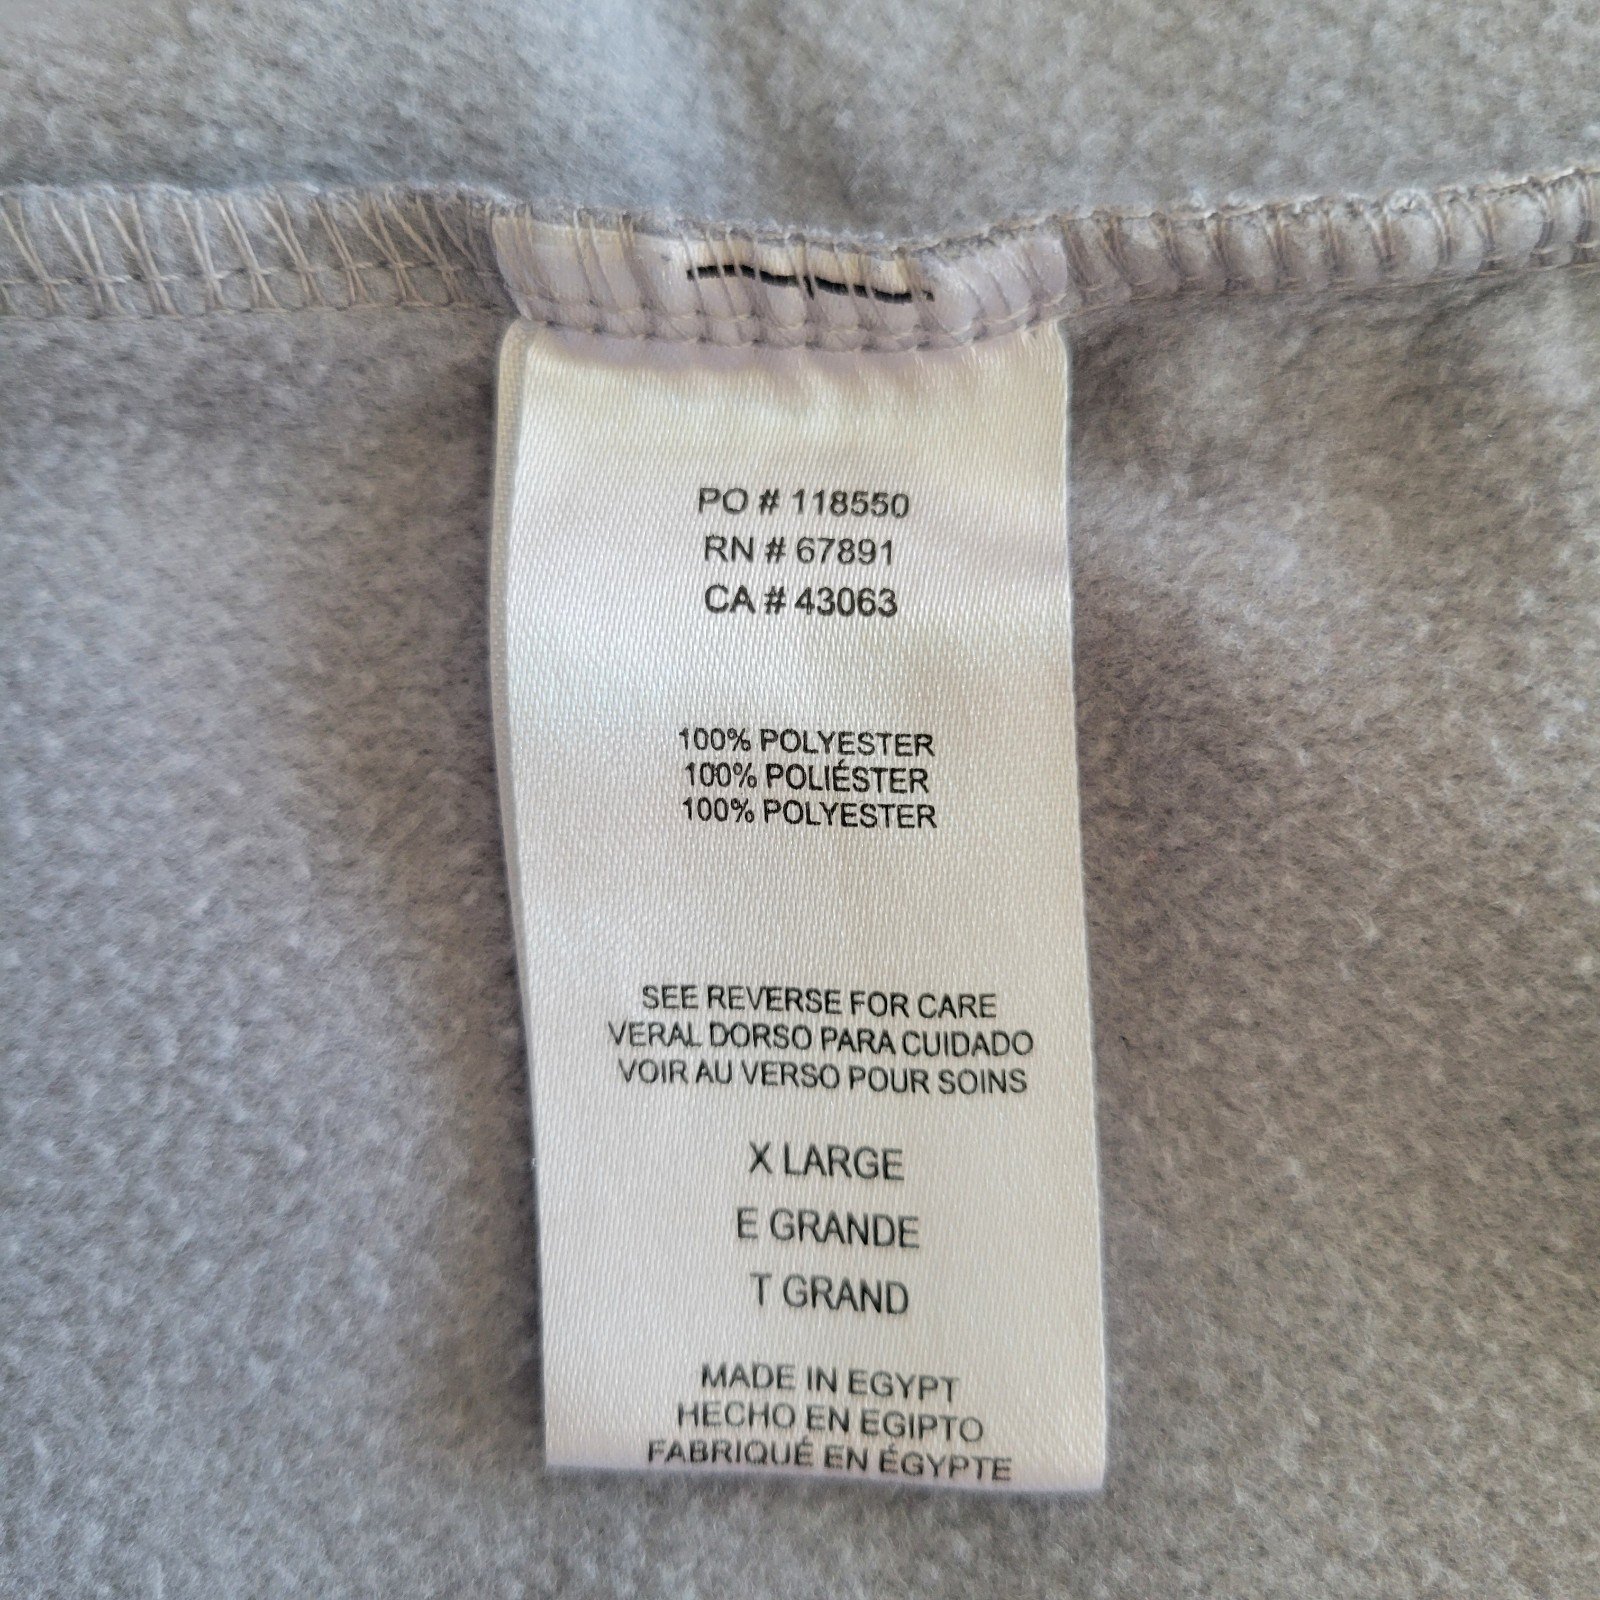 PO # 118550
RN # 67891
CA # 43063
100% POLYESTER
100% POLIÉSTER
100% POLYESTER
SEE REVERSE FOR CARE
VERAL DORSO PARA CUIDADO
VOIR AU VERSO POUR SOINS
X LARGE
E GRANDE
T GRAND
MADE IN EGYPT
HECHO EN EGIPTO
FABRIQUÉ EN ÉGYPTE